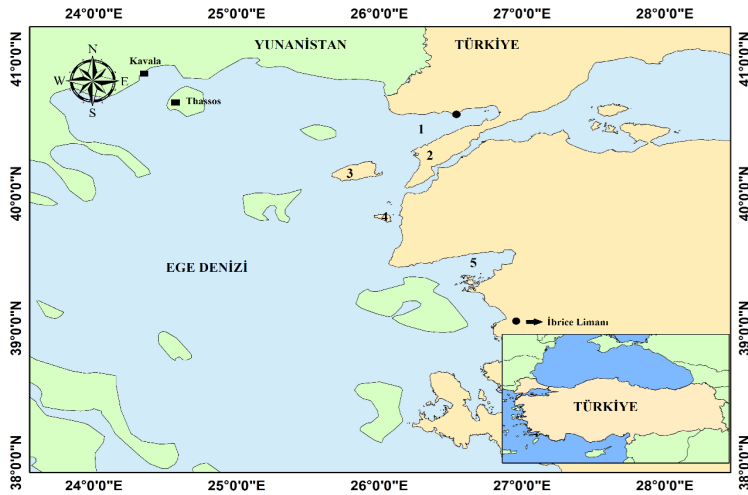 24°0'0"E 25°0'0"E 26°0'0"E 27°0'0"E 28°0'0"E
41°0'0"N 41°0'0"N
YUNANİSTAN TÜRKİYE
N
W E
S
Kavala
Thassos
1
2
3
40°0'0"N 40°0'0"N
4
5
EGE DENİZİ
39°0'0"N 39°0'0"N
İbrice Limanı
TÜRKİYE
38°0'0"N 38°0'0"N
24°0'0"E 25°0'0"E 26°0'0"E 27°0'0"E 28°0'0"E